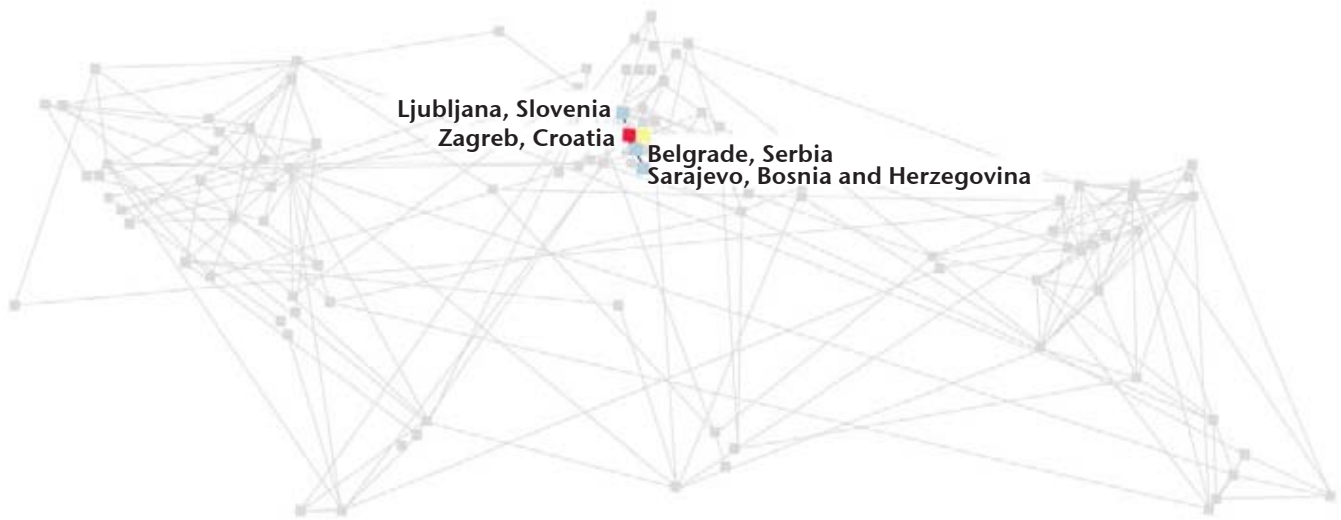 Ljubljana, Slovenia
Zagreb, Croatia
Belgrade, Serbia
Sarajevo, Bosnia and Herzegovina